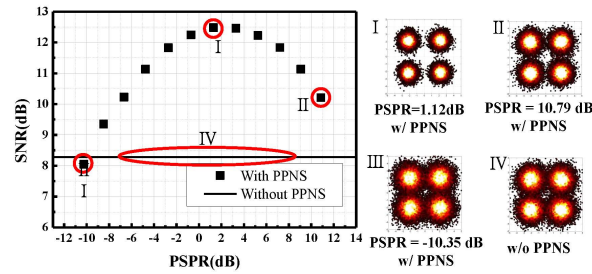 13
12
11
10
9
8
7
6
SNR(dB)
I
II
IV
II
I
With PPNS
Without PPNS
-12 -10 -8 -6 -4 -2 0 2 4 6 8 10 12 14
PSPR(dB)
I
PSPR=1.12dB
w/ PPNS
II
PSPR = 10.79 dB
w/ PPNS
III
PSPR = -10.35 dB
w/ PPNS
IV
w/o PPNS